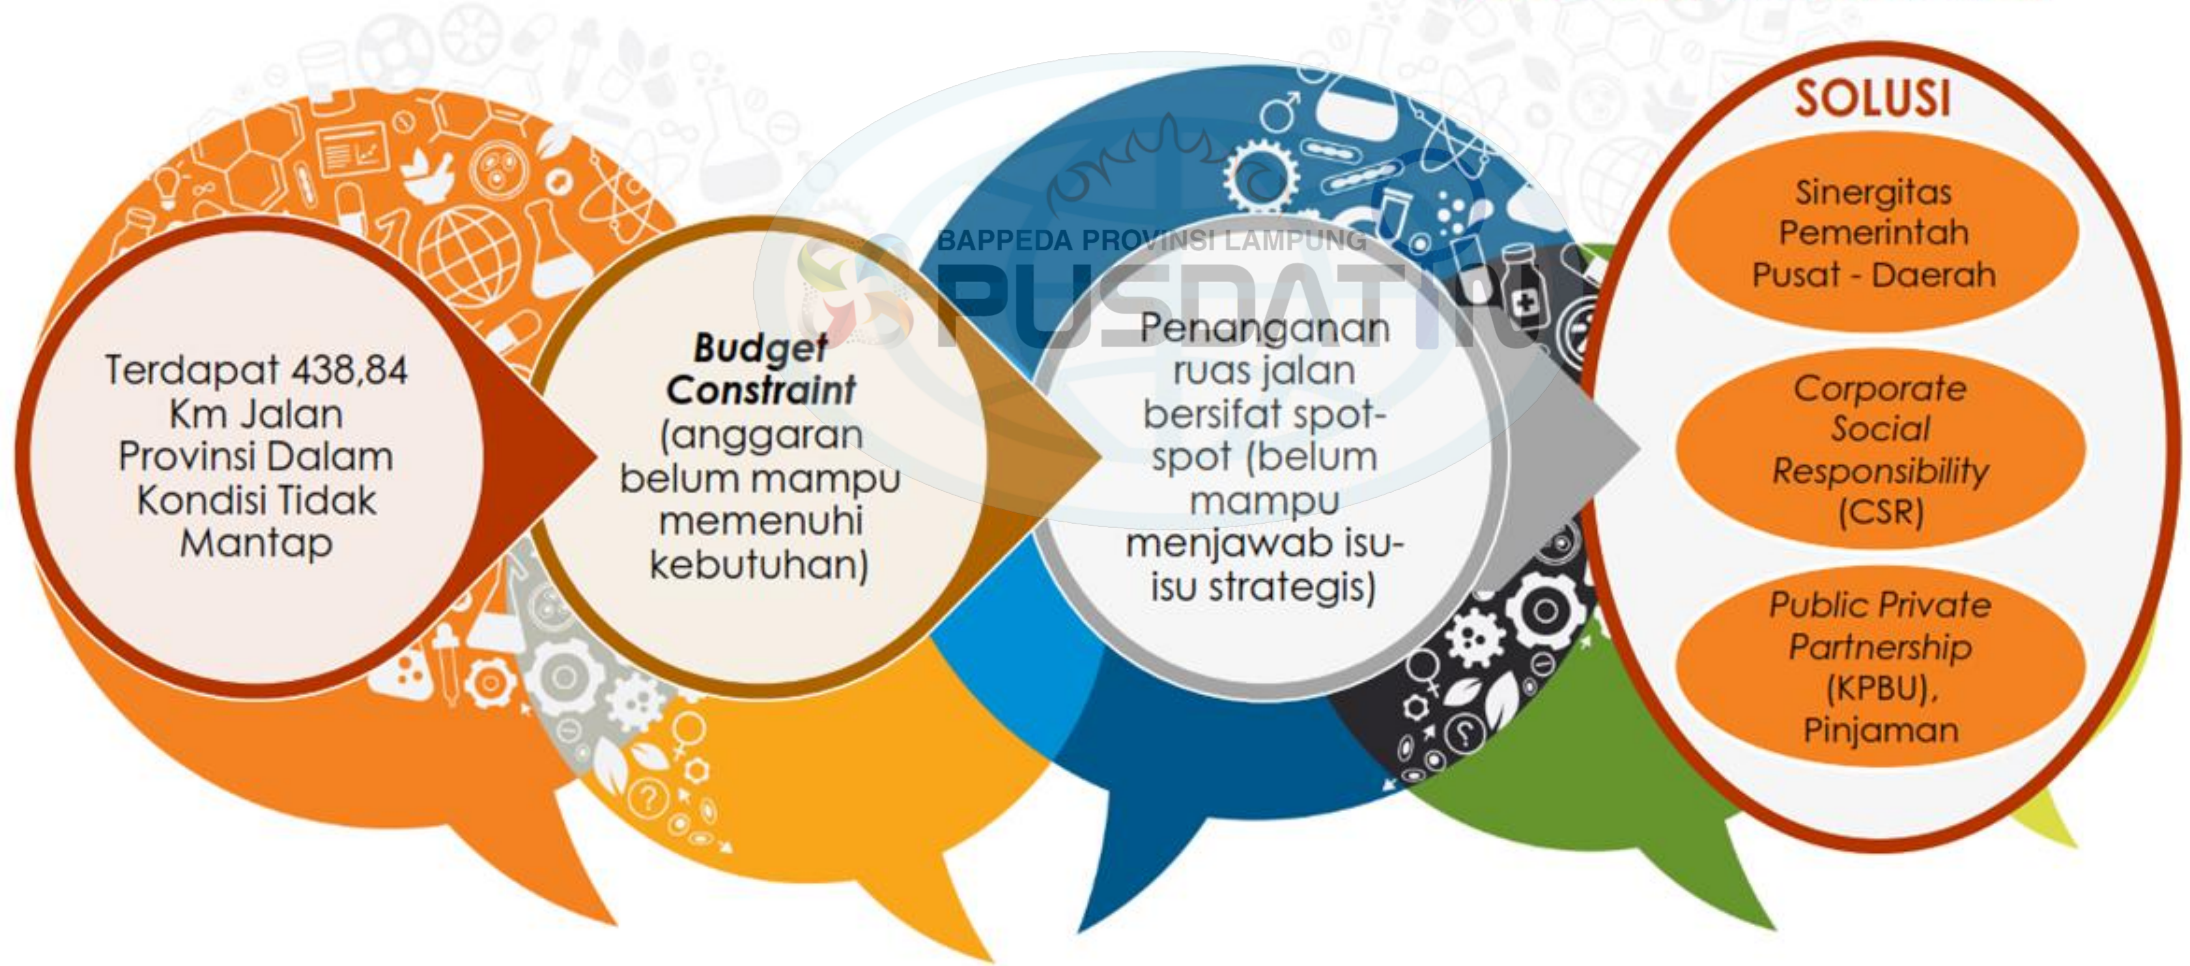 Terdapat 438,84
Km Jalan
Provinsi Dalam
Kondisi Tidak
Mantap
Budget
Constraint
(anggaran
belum mampu
memenuhi
kebutuhan)
BAPPEDA PROVINSI LAMPUNG
PUSDATIN
Penanganan
ruas jalan
bersifat spot-
spot (belum
mampu
menjawab isu-
isu strategis)
SOLUSI
Sinergitas
Pemerintah
Pusat - Daerah
Corporate
Social
Responsibility
(CSR)
Public Private
Partnership
(KPBU),
Pinjaman